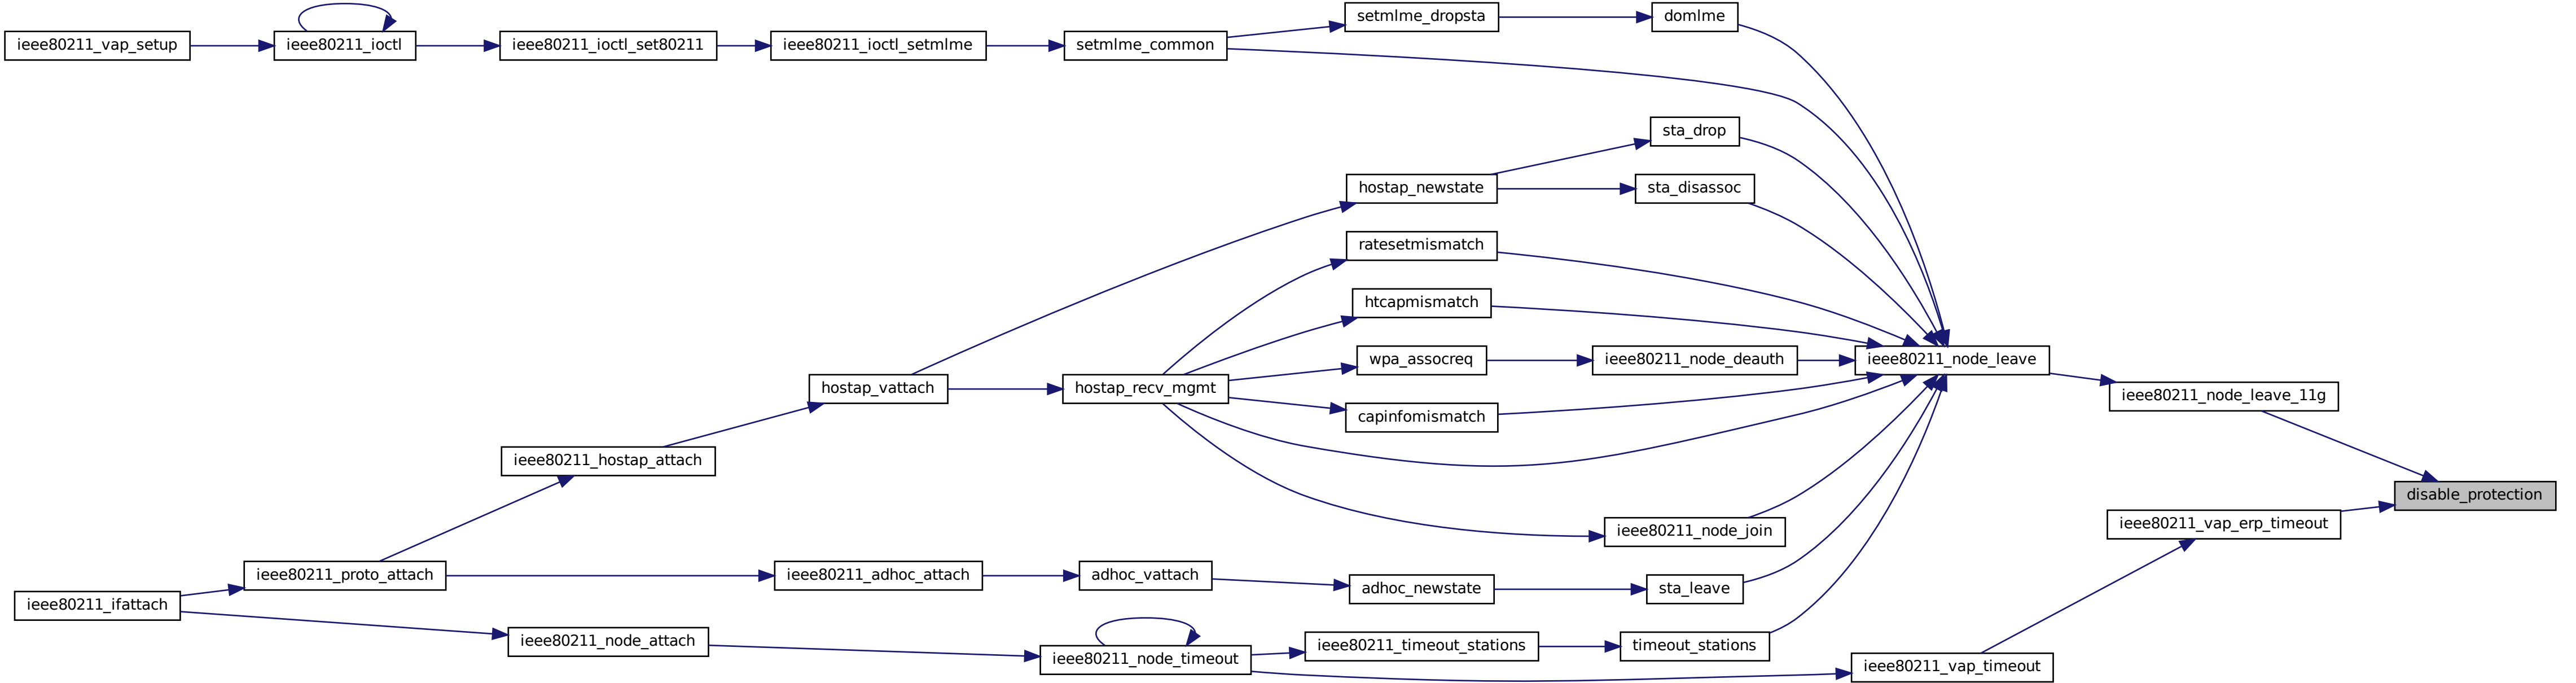 setmlme_dropsta
domlme
ieee80211_vap_setup
ieee80211_ioctl
ieee80211_ioctl_set80211
ieee80211_ioctl_setmlme
setmlme_common
sta_drop
hostap_newstate
sta_disassoc
ratesetmismatch
htcapmismatch
wpa_assocreq
ieee80211_node_deauth
ieee80211_node_leave
hostap_vattach
hostap_recv_mgmt
ieee80211_node_leave_11g
capinfomismatch
ieee80211_hostap_attach
disable_protection
ieee80211_vap_erp_timeout
ieee80211_node_join
ieee80211_proto_attach
ieee80211_adhoc_attach
adhoc_vattach
adhoc_newstate
sta_leave
ieee80211_ifattach
ieee80211_node_attach
ieee80211_node_timeout
ieee80211_timeout_stations
timeout_stations
ieee80211_vap_timeout